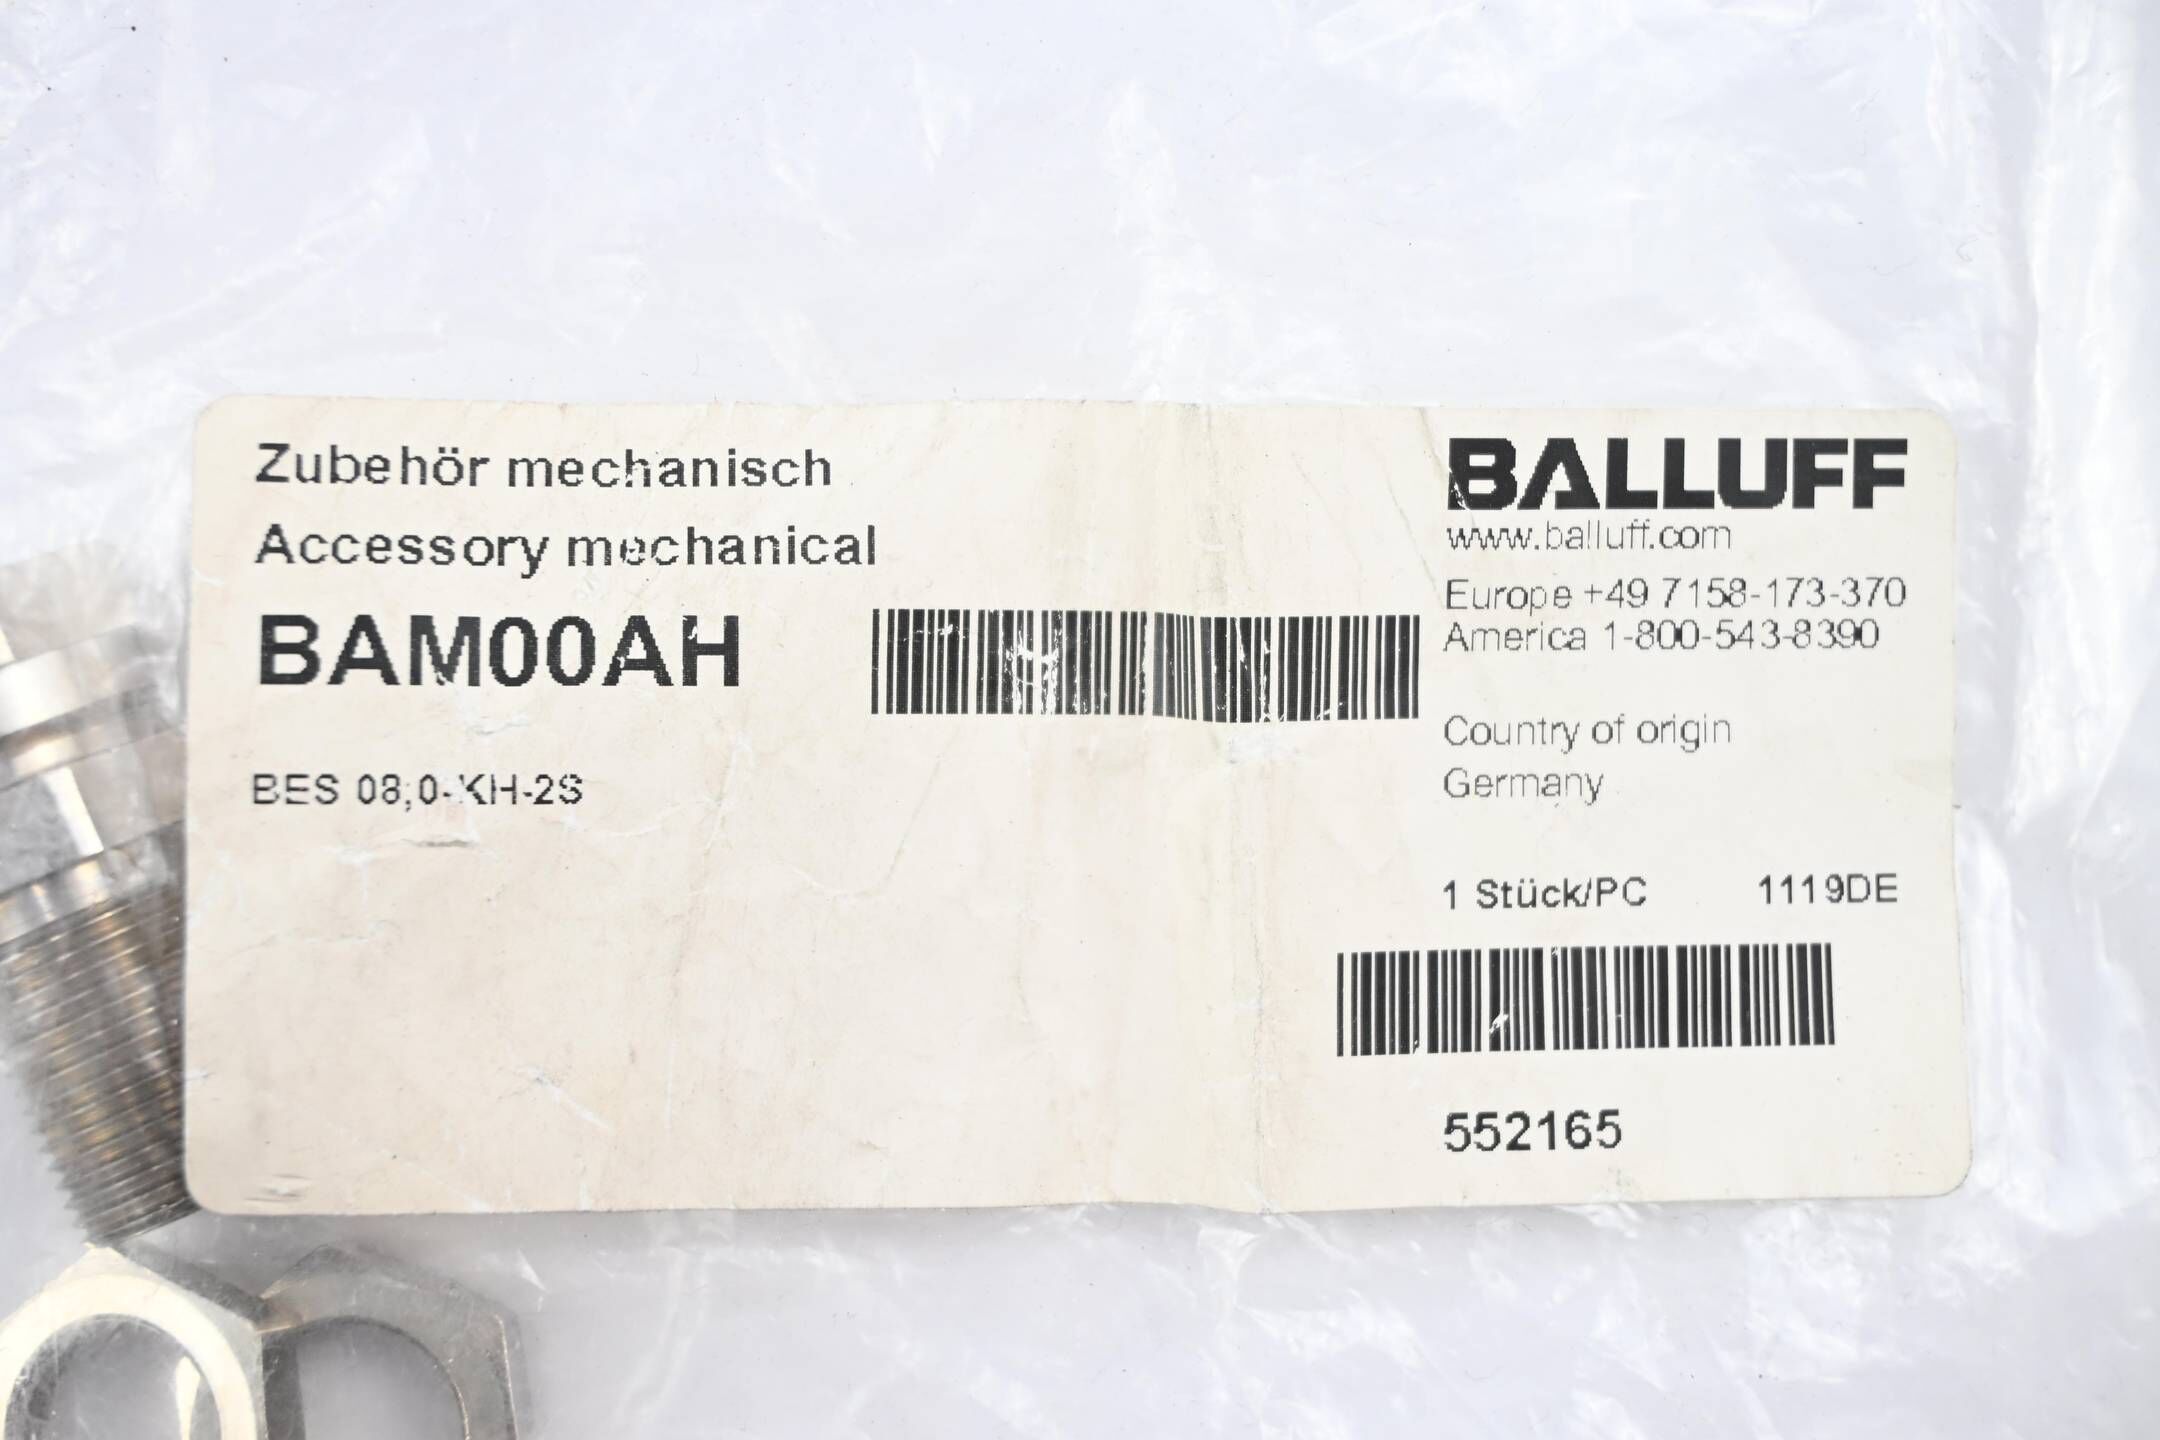 Zubehör mechanisch
Accessory mechanical
BAM00AH
BES 08,0-KH-2S
BALLUFF
www.balluff.com
Europe +49 7158-173-370
America 1-800-543-8390
Country of origin
Germany
1 Stück/PC 1119DE
552165